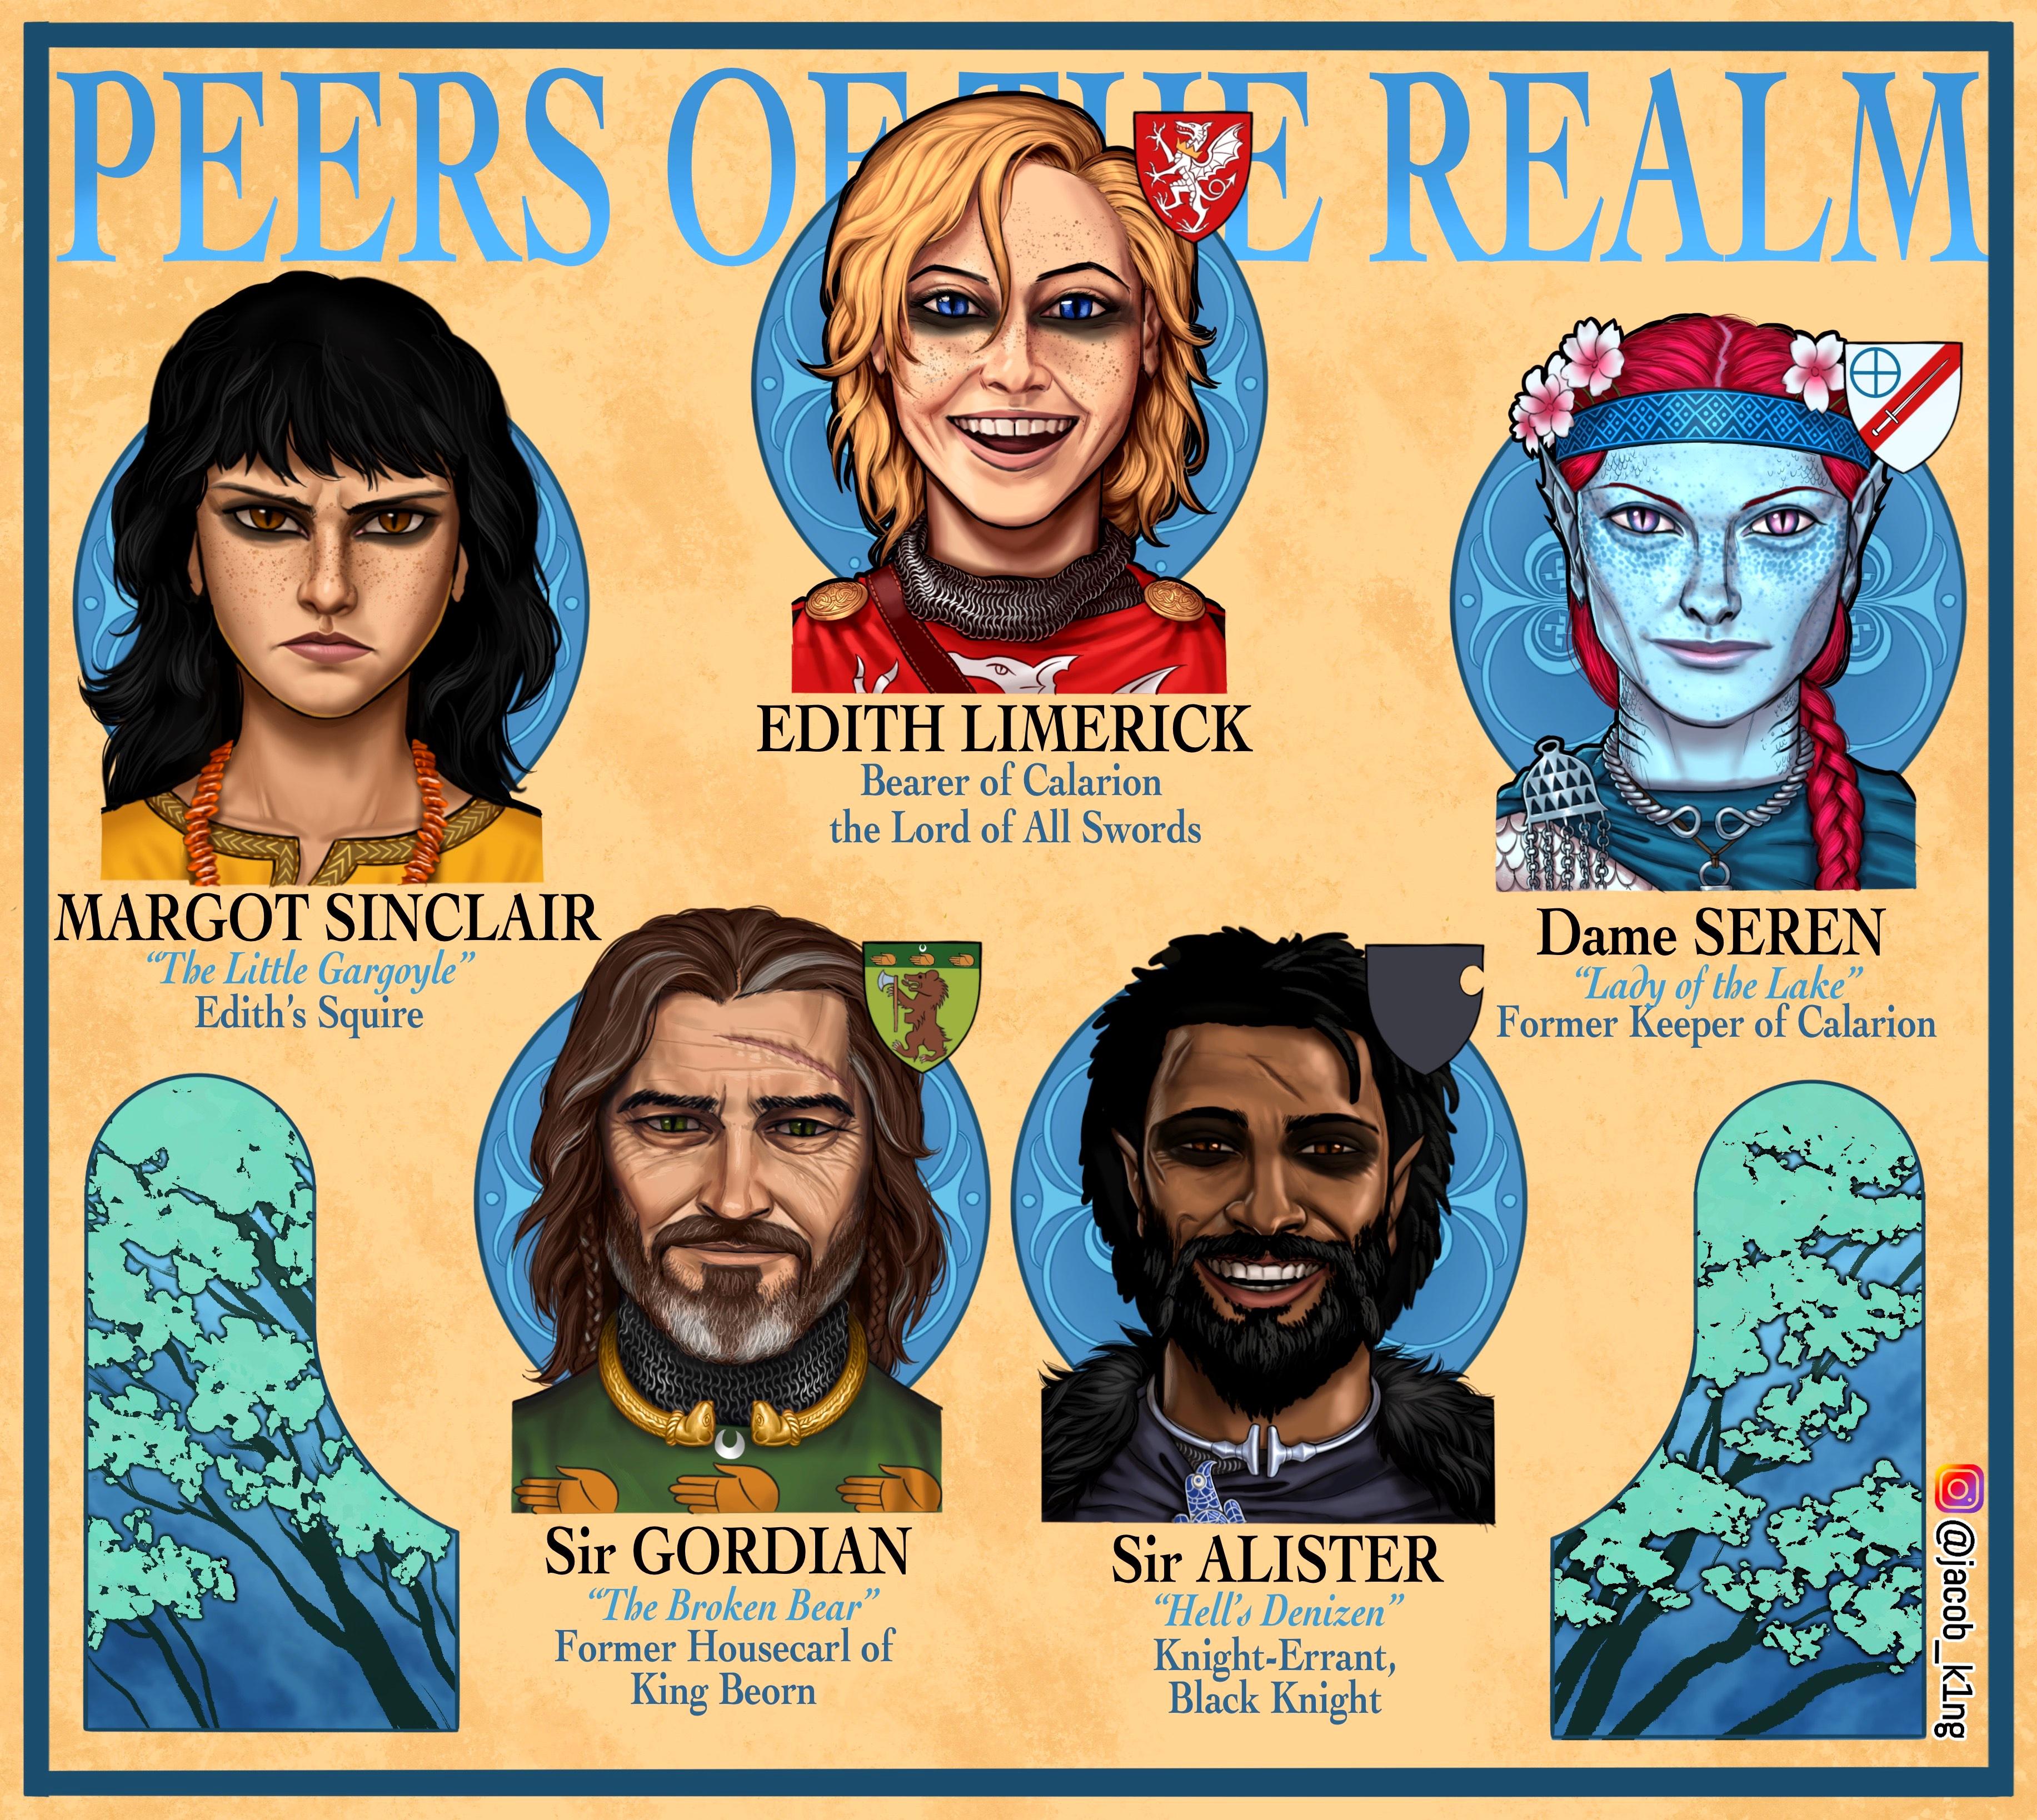 PEERS OF THE REALM
EDITH LIMERICK
Bearer of Calarion
the Lord of All Swords
MARGOT SINCLAIR
“The Little Gargoyle”
Edith's Squire
Dame SEREN
“Lady of the Lake”
Former Keeper of Calarion
Sir GORDIAN
“The Broken Bear”
Former Housecarl of
King Beorn
Sir ALISTER
“Hell's Denizen”
Knight-Errant,
Black Knight
@jacob_k1ng